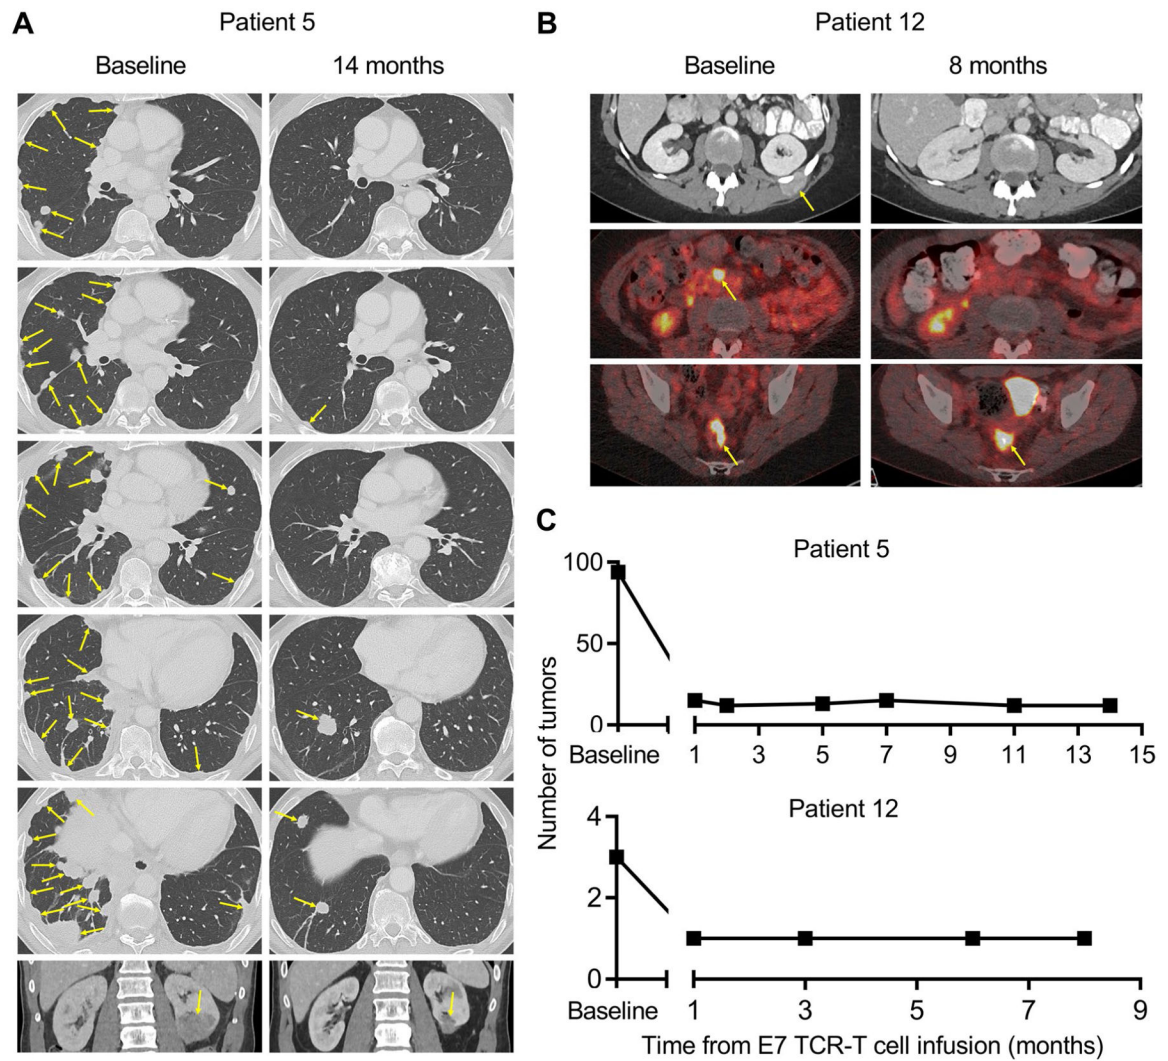 A
Patient 5
Baseline
14 months
B
Patient 12
Baseline
8 months
C
Patient 5
Number of tumors
100
50
0
Baseline
1
3
5
7
9
11
13
15
Patient 12
4
2
0
Baseline
1
3
5
7
9
Time from E7 TCR-T cell infusion (months)